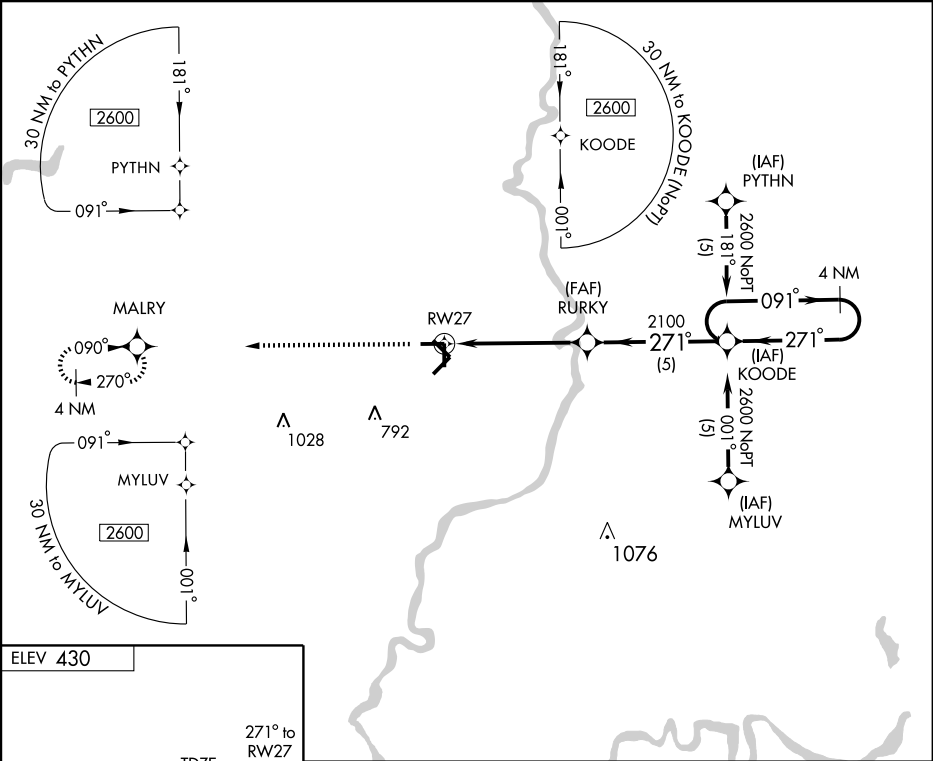 30 NM to PYTHN
181°
2600
PYTHN
091°
181°
30 NM to KOODE (NoPT)
2600
KOODE
001°
(IAF)
PYTHN
2600 NoPT
181°
(5)
4 NM
091°
271°
(IAF)
KOODE
(FAF)
RURKY
2100
271°
(5)
RW27
MALRY
090°
270°
4 NM
1028
792
2600 NoPT
001°
(5)
(IAF)
MYLUV
1076
091°
MYLUV
2600
30 NM to MYLUV
001°
ELEV 430
271° to
RW27